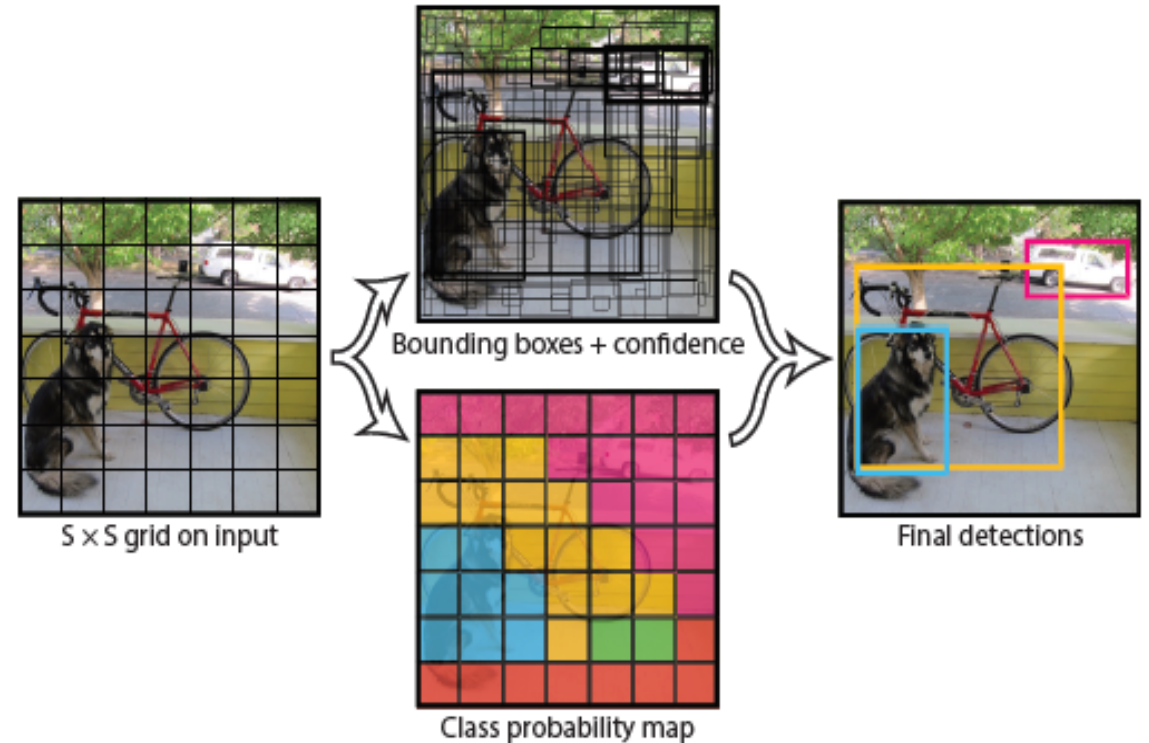 Bounding boxes + confidence
S × S grid on input
Final detections
Class probability map